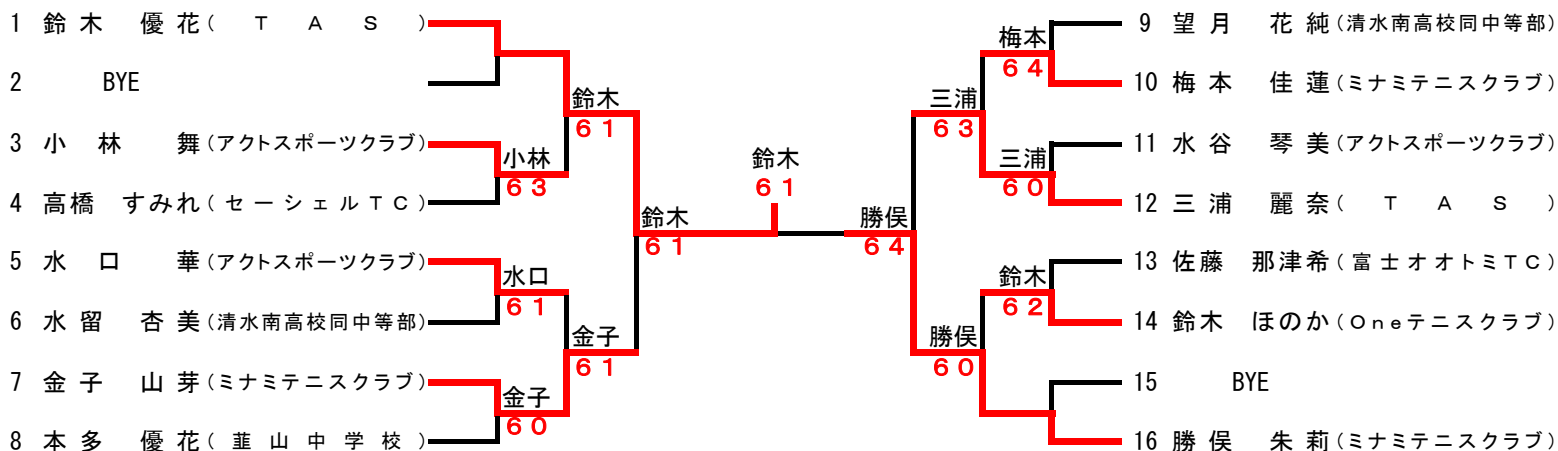 1 鈴木 優花(TAS)
2 BYE
3 小林 舞(アクトスポーツクラブ)
4 高橋 すみれ(セーシェルTC)
5 水口 華(アクトスポーツクラブ)
6 水留 杏美(清水南高校同中等部)
7 金子 山芽(ミナミテニスクラブ)
8 本多 優花(韮山中学校)
小林
63
水口
61
金子
60
鈴木
61
金子
61
鈴木
61
鈴木
61
勝俣
64
三浦
63
勝俣
60
梅本
64
三浦
60
鈴木
62
9 望月 花純(清水南高校同中等部)
10 梅本 佳蓮(ミナミテニスクラブ)
11 水谷 琴美(アクトスポーツクラブ)
12 三浦 麗奈(TAS)
13 佐藤 那津希(富士オオトミTC)
14 鈴木 ほのか(Oneテニスクラブ)
15 BYE
16 勝俣 朱莉(ミナミテニスクラブ)